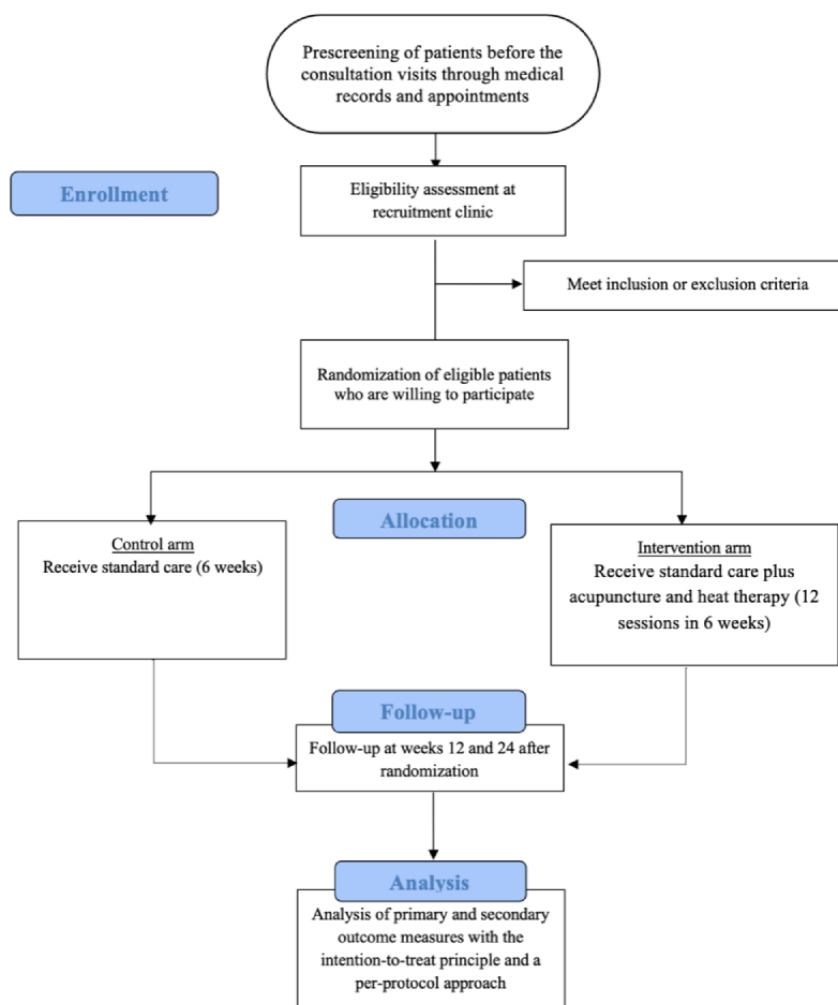 Prescreening of patients before the
consultation visits through medical
records and appointments
Enrollment
Eligibility assessment at
recruitment clinic
Meet inclusion or exclusion criteria
Randomization of eligible patients
who are willing to participate
Allocation
Control arm
Receive standard care (6 weeks)
Intervention arm
Receive standard care plus
acupuncture and heat therapy (12
sessions in 6 weeks)
Follow-up
Follow-up at weeks 12 and 24 after
randomization
Analysis
Analysis of primary and secondary
outcome measures with the
intention-to-treat principle and a
per-protocol approach